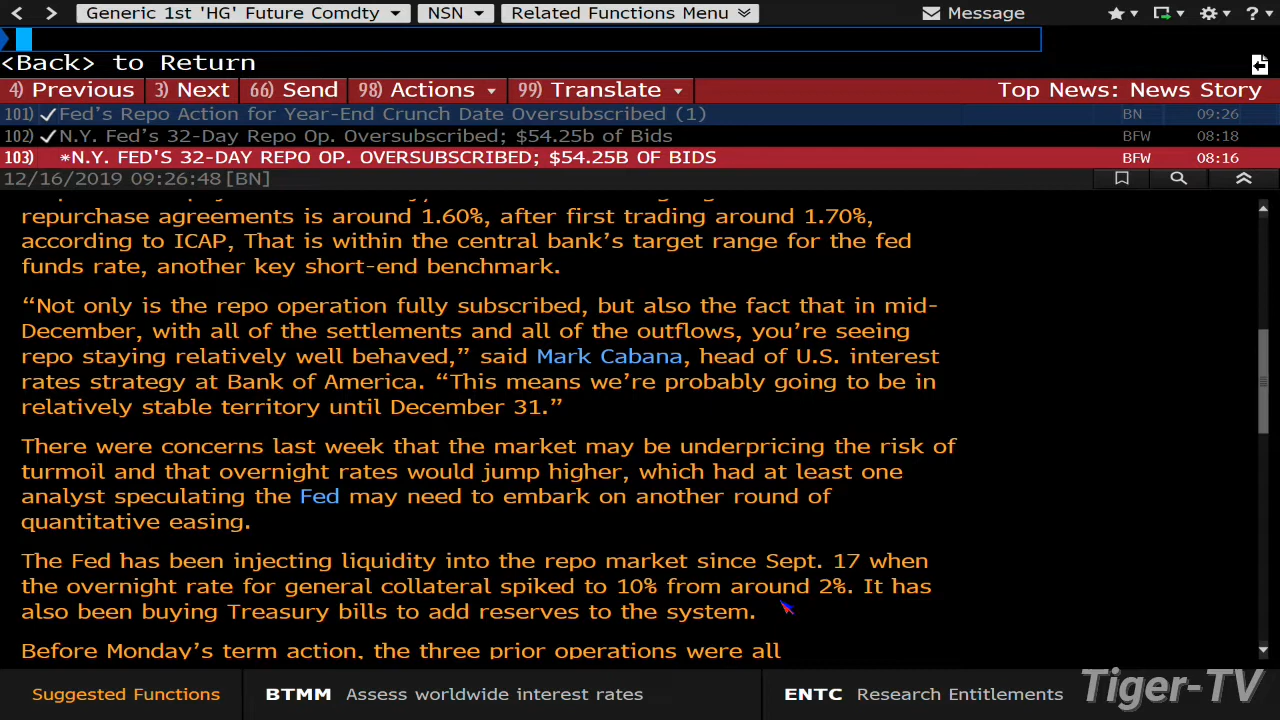 Generic 1st 'HG' Future Comdty NSN Related Functions Menu Message ?
<Back> to Return
4) Previous 3) Next 66) Send 98) Actions 99) Translate Top News: News Story
101) Fed's Repo Action for Year-End Crunch Date Oversubscribed (1) BN 09:26
102) N.Y. Fed's 32-Day Repo Op. Oversubscribed; $54.25b of Bids BFW 08:18
103) *N.Y. FED'S 32-DAY REPO OP. OVERSUBSCRIBED; $54.25B OF BIDS BFW 08:16
12/16/2019 09:26:48 [BN]
repurchase agreements is around 1.60%, after first trading around 1.70%,
according to ICAP, That is within the central bank's target range for the fed
funds rate, another key short-end benchmark.
“Not only is the repo operation fully subscribed, but also the fact that in mid-
December, with all of the settlements and all of the outflows, you're seeing
repo staying relatively well behaved,” said Mark Cabana, head of U.S. interest
rates strategy at Bank of America. “This means we're probably going to be in
relatively stable territory until December 31.”
There were concerns last week that the market may be underpricing the risk of
turmoil and that overnight rates would jump higher, which had at least one
analyst speculating the Fed may need to embark on another round of
quantitative easing.
The Fed has been injecting liquidity into the repo market since Sept. 17 when
the overnight rate for general collateral spiked to 10% from around 2%. It has
also been buying Treasury bills to add reserves to the system.
Before Monday's term action, the three prior operations were all
Suggested Functions BTMM Assess worldwide interest rates ENTC Research Entitlements
Tiger-TV